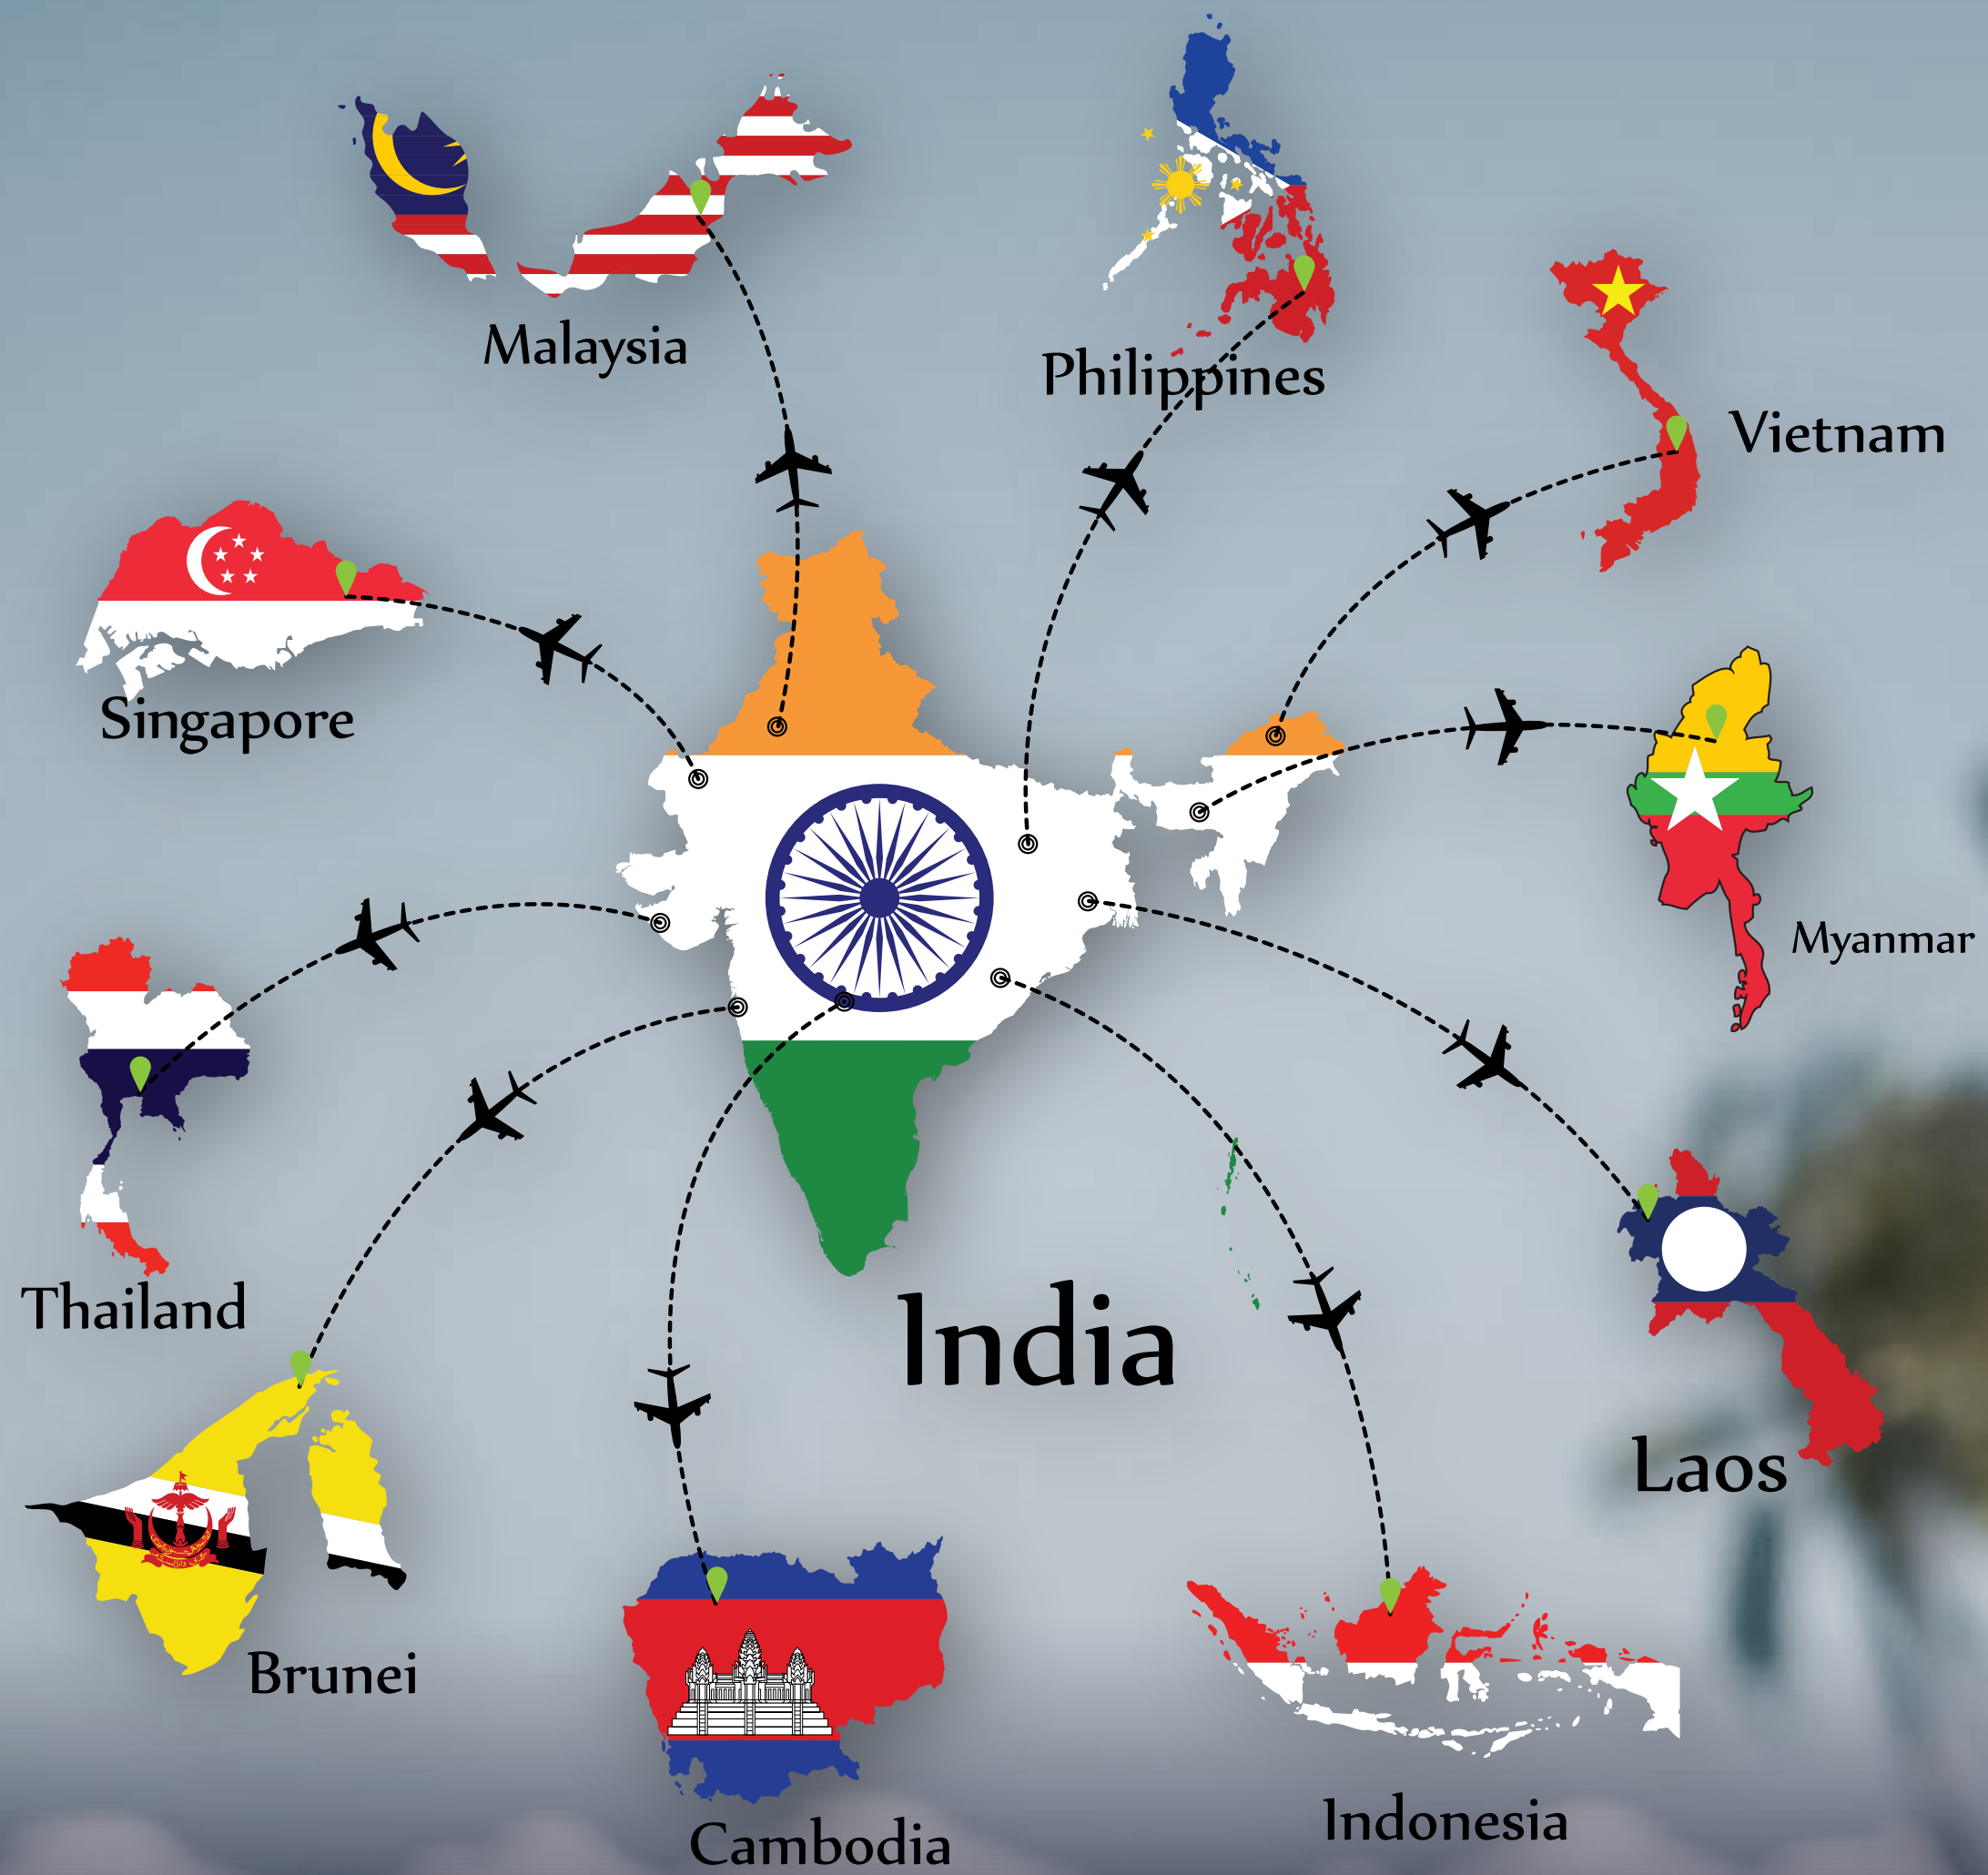 Malaysia
Philippines
Vietnam
Singapore
Myanmar
Thailand
India
Laos
Brunei
Indonesia
Cambodia